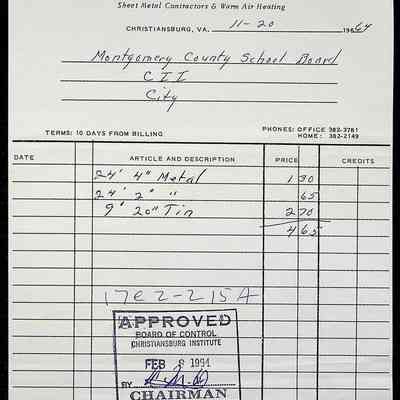 Sheet Metal Contractors & Warm Air Heating
CHRISTIANSBURG, VA. 11-20 1964
Montgomery County School Board
C I I
City
TERMS: 10 DAYS FROM BILLING
PHONES: OFFICE 382-3761
HOME: 382-2149
DATE ARTICLE AND DESCRIPTION PRICE CREDITS
24' 4" Metal 1 30
24' 2" " 65
9' 20" Tin 2 70
4 65
17E2-215A
APPROVED
BOARD OF CONTROL
CHRISTIANSBURG INSTITUTE
FEB 8 1994
BY
CHAIRMAN